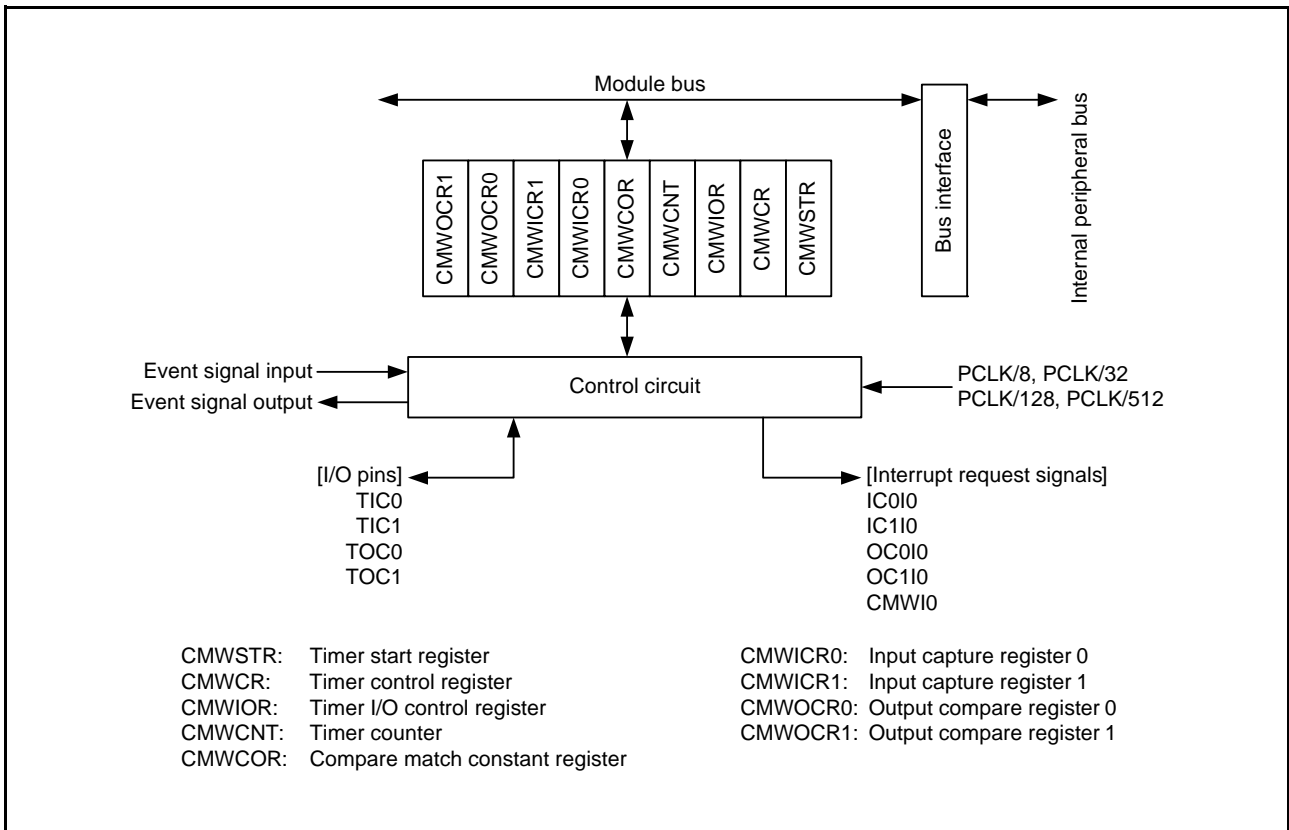 Module bus
Bus interface
Internal peripheral bus
CMWOCR1
CMWOCR0
CMWICR1
CMWICR0
CMWCOR
CMWCNT
CMWIOR
CMWCR
CMWSTR
Event signal input
Event signal output
Control circuit
PCLK/8, PCLK/32
PCLK/128, PCLK/512
[I/O pins]
TIC0
TIC1
TOC0
TOC1
[Interrupt request signals]
IC0I0
IC1I0
OC0I0
OC1I0
CMWI0
CMWSTR: Timer start register
CMWCR: Timer control register
CMWIOR: Timer I/O control register
CMWCNT: Timer counter
CMWCOR: Compare match constant register
CMWICR0: Input capture register 0
CMWICR1: Input capture register 1
CMWOCR0: Output compare register 0
CMWOCR1: Output compare register 1